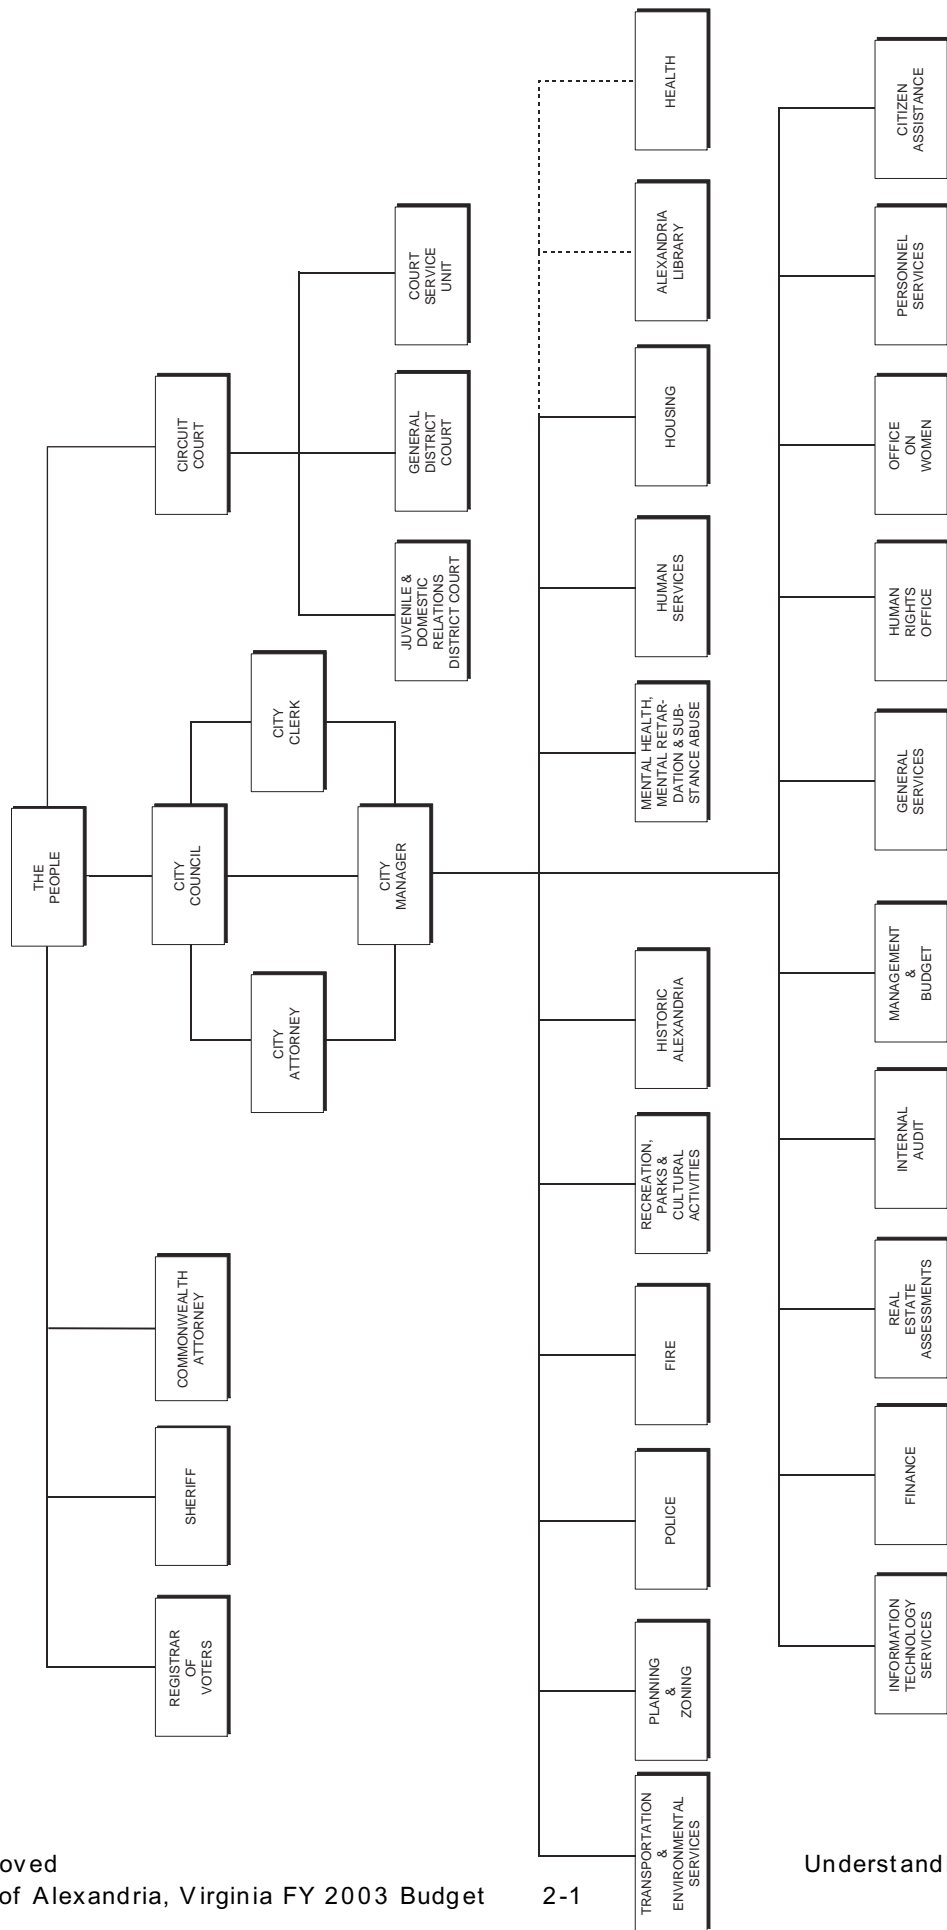 THE
PEOPLE
REGISTRAR
OF
VOTERS
SHERIFF
COMMONWEALTH
ATTORNEY
CITY
COUNCIL
CIRCUIT
COURT
CITY
ATTORNEY
CITY
CLERK
CITY
MANAGER
JUVENILE &
DOMESTIC
RELATIONS
DISTRICT COURT
GENERAL
DISTRICT
COURT
COURT
SERVICE
UNIT
TRANSPORTATION
&
ENVIRONMENTAL
SERVICES
PLANNING
&
ZONING
POLICE
FIRE
RECREATION,
PARKS &
CULTURAL
ACTIVITIES
HISTORIC
ALEXANDRIA
MENTAL HEALTH,
MENTAL RETAR-
DATION & SUB-
STANCE ABUSE
HUMAN
SERVICES
HOUSING
ALEXANDRIA
LIBRARY
HEALTH
INFORMATION
TECHNOLOGY
SERVICES
FINANCE
REAL
ESTATE
ASSESSMENTS
INTERNAL
AUDIT
MANAGEMENT
&
BUDGET
GENERAL
SERVICES
HUMAN
RIGHTS
OFFICE
OFFICE
ON
WOMEN
PERSONNEL
SERVICES
CITIZEN
ASSISTANCE
oved
of Alexandria, Virginia FY 2003 Budget 2-1
Understand